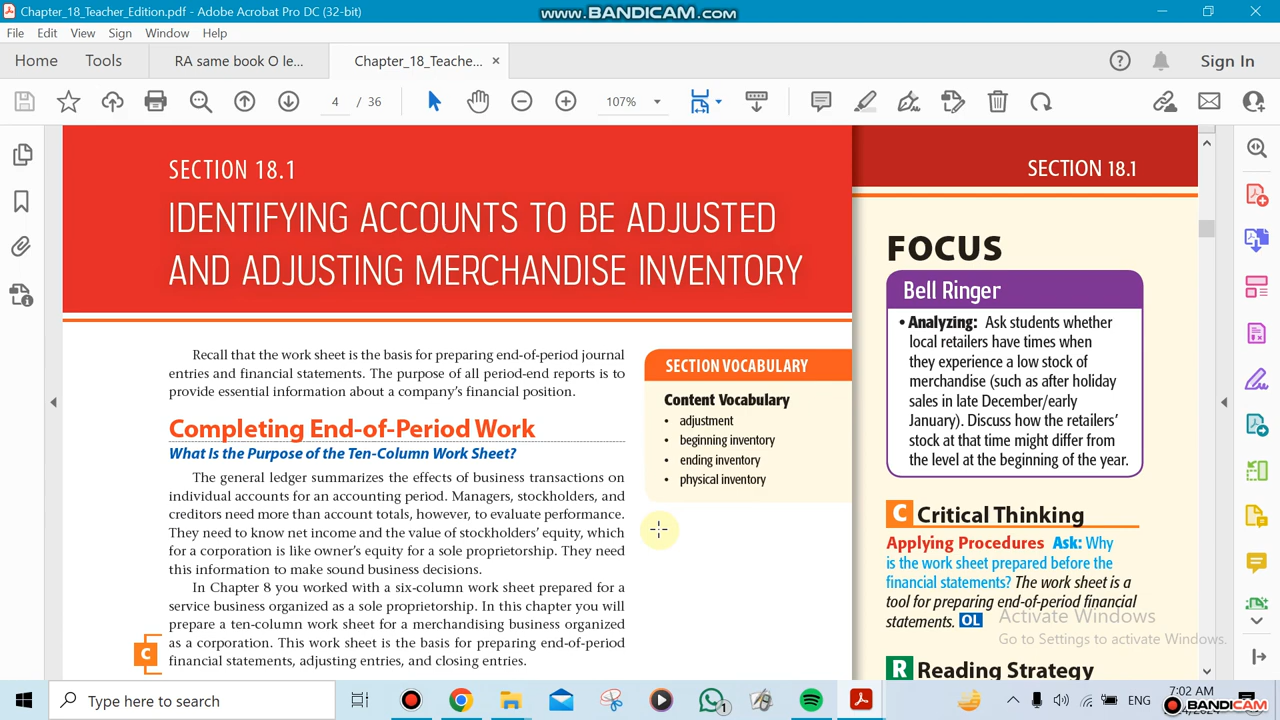 Chapter_18_Teacher_Edition.pdf - Adobe Acrobat Pro DC (32-bit)
www.BANDICAM.com
File Edit View Sign Window Help
Home Tools RA same book O le... Chapter_18_Teache... × Sign In
4 / 36 107%
SECTION 18.1
IDENTIFYING ACCOUNTS TO BE ADJUSTED
AND ADJUSTING MERCHANDISE INVENTORY
Recall that the work sheet is the basis for preparing end-of-period journal
entries and financial statements. The purpose of all period-end reports is to
provide essential information about a company's financial position.
Completing End-of-Period Work
What Is the Purpose of the Ten-Column Work Sheet?
The general ledger summarizes the effects of business transactions on
individual accounts for an accounting period. Managers, stockholders, and
creditors need more than account totals, however, to evaluate performance.
They need to know net income and the value of stockholders' equity, which
for a corporation is like owner's equity for a sole proprietorship. They need
this information to make sound business decisions.
In Chapter 8 you worked with a six-column work sheet prepared for a
service business organized as a sole proprietorship. In this chapter you will
prepare a ten-column work sheet for a merchandising business organized
as a corporation. This work sheet is the basis for preparing end-of-period
financial statements, adjusting entries, and closing entries.
C
SECTION VOCABULARY
Content Vocabulary
• adjustment
• beginning inventory
• ending inventory
• physical inventory
SECTION 18.1
FOCUS
Bell Ringer
• Analyzing: Ask students whether
local retailers have times when
they experience a low stock of
merchandise (such as after holiday
sales in late December/early
January). Discuss how the retailers'
stock at that time might differ from
the level at the beginning of the year.
C Critical Thinking
Applying Procedures Ask: Why
is the work sheet prepared before the
financial statements? The work sheet is a
tool for preparing end-of-period financial
statements. OL
R Reading Strategy
Activate Windows
Go to Settings to activate Windows.
Type here to search
1
ENG
7:02 AM
BANDICAM